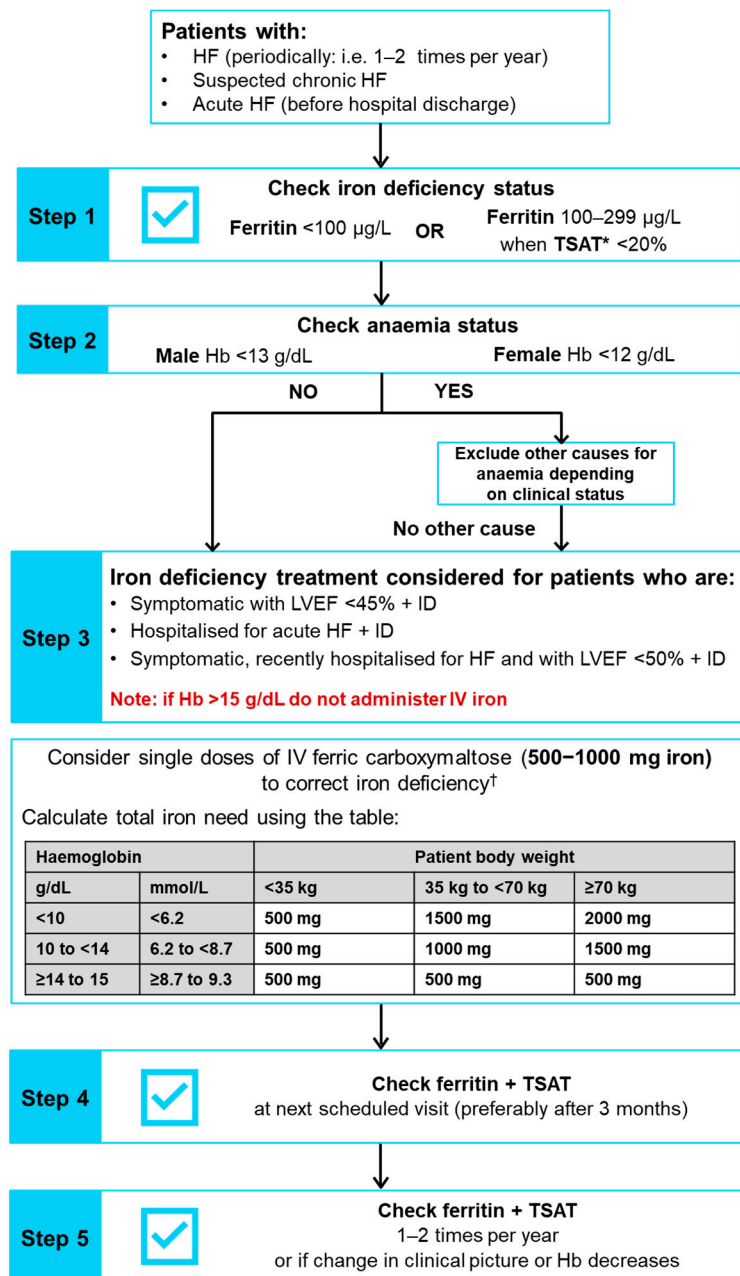 Patients with:
• HF (periodically: i.e. 1–2 times per year)
• Suspected chronic HF
• Acute HF (before hospital discharge)
Step 1
Check iron deficiency status
Ferritin <100 µg/L OR Ferritin 100–299 µg/L
when TSAT* <20%
Step 2
Check anaemia status
Male Hb <13 g/dL Female Hb <12 g/dL
NO YES
Exclude other causes for
anaemia depending
on clinical status
No other cause
Step 3
Iron deficiency treatment considered for patients who are:
• Symptomatic with LVEF <45% + ID
• Hospitalised for acute HF + ID
• Symptomatic, recently hospitalised for HF and with LVEF <50% + ID
Note: if Hb >15 g/dL do not administer IV iron
Consider single doses of IV ferric carboxymaltose (500–1000 mg iron)
to correct iron deficiency†
Calculate total iron need using the table:
Haemoglobin Patient body weight
g/dL mmol/L <35 kg 35 kg to <70 kg ≥70 kg
<10 <6.2 500 mg 1500 mg 2000 mg
10 to <14 6.2 to <8.7 500 mg 1000 mg 1500 mg
≥14 to 15 ≥8.7 to 9.3 500 mg 500 mg 500 mg
Step 4
Check ferritin + TSAT
at next scheduled visit (preferably after 3 months)
Step 5
Check ferritin + TSAT
1–2 times per year
or if change in clinical picture or Hb decreases